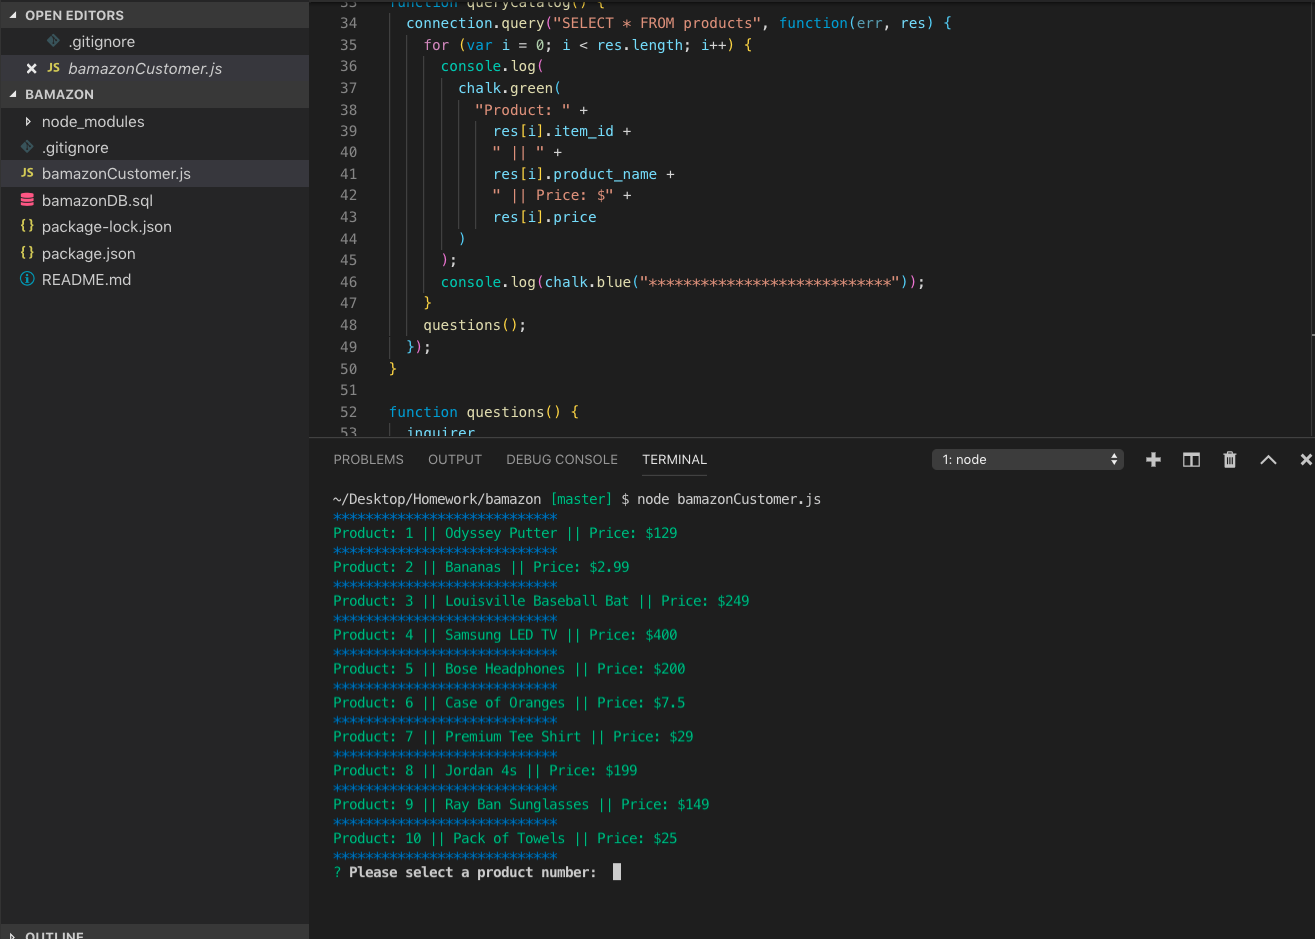 OPEN EDITORS
.gitignore
JS bamazonCustomer.js
BAMAZON
node_modules
.gitignore
JS bamazonCustomer.js
bamazonDB.sql
{} package-lock.json
{} package.json
README.md
OUTLINE
33 function queryCatalog() {
34 connection.query("SELECT * FROM products", function(err, res) {
35 for (var i = 0; i < res.length; i++) {
36 console.log(
37 chalk.green(
38 "Product: " +
39 res[i].item_id +
40 " || " +
41 res[i].product_name +
42 " || Price: $" +
43 res[i].price
44 )
45 );
46 console.log(chalk.blue("****************************"));
47 }
48 questions();
49 });
50 }
51
52 function questions() {
53 inquirer
PROBLEMS OUTPUT DEBUG CONSOLE TERMINAL 1: node
~/Desktop/Homework/bamazon [master] $ node bamazonCustomer.js
****************************
Product: 1 || Odyssey Putter || Price: $129
****************************
Product: 2 || Bananas || Price: $2.99
****************************
Product: 3 || Louisville Baseball Bat || Price: $249
****************************
Product: 4 || Samsung LED TV || Price: $400
****************************
Product: 5 || Bose Headphones || Price: $200
****************************
Product: 6 || Case of Oranges || Price: $7.5
****************************
Product: 7 || Premium Tee Shirt || Price: $29
****************************
Product: 8 || Jordan 4s || Price: $199
****************************
Product: 9 || Ray Ban Sunglasses || Price: $149
****************************
Product: 10 || Pack of Towels || Price: $25
****************************
? Please select a product number: